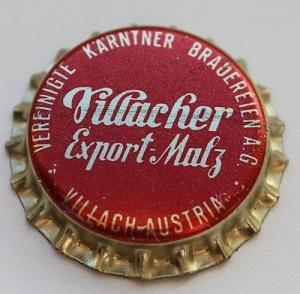 VEREINIGTE KÄRNTNER BRAUEREIEN A.G.
Villacher
Export Malz
VILLACH-AUSTRIA